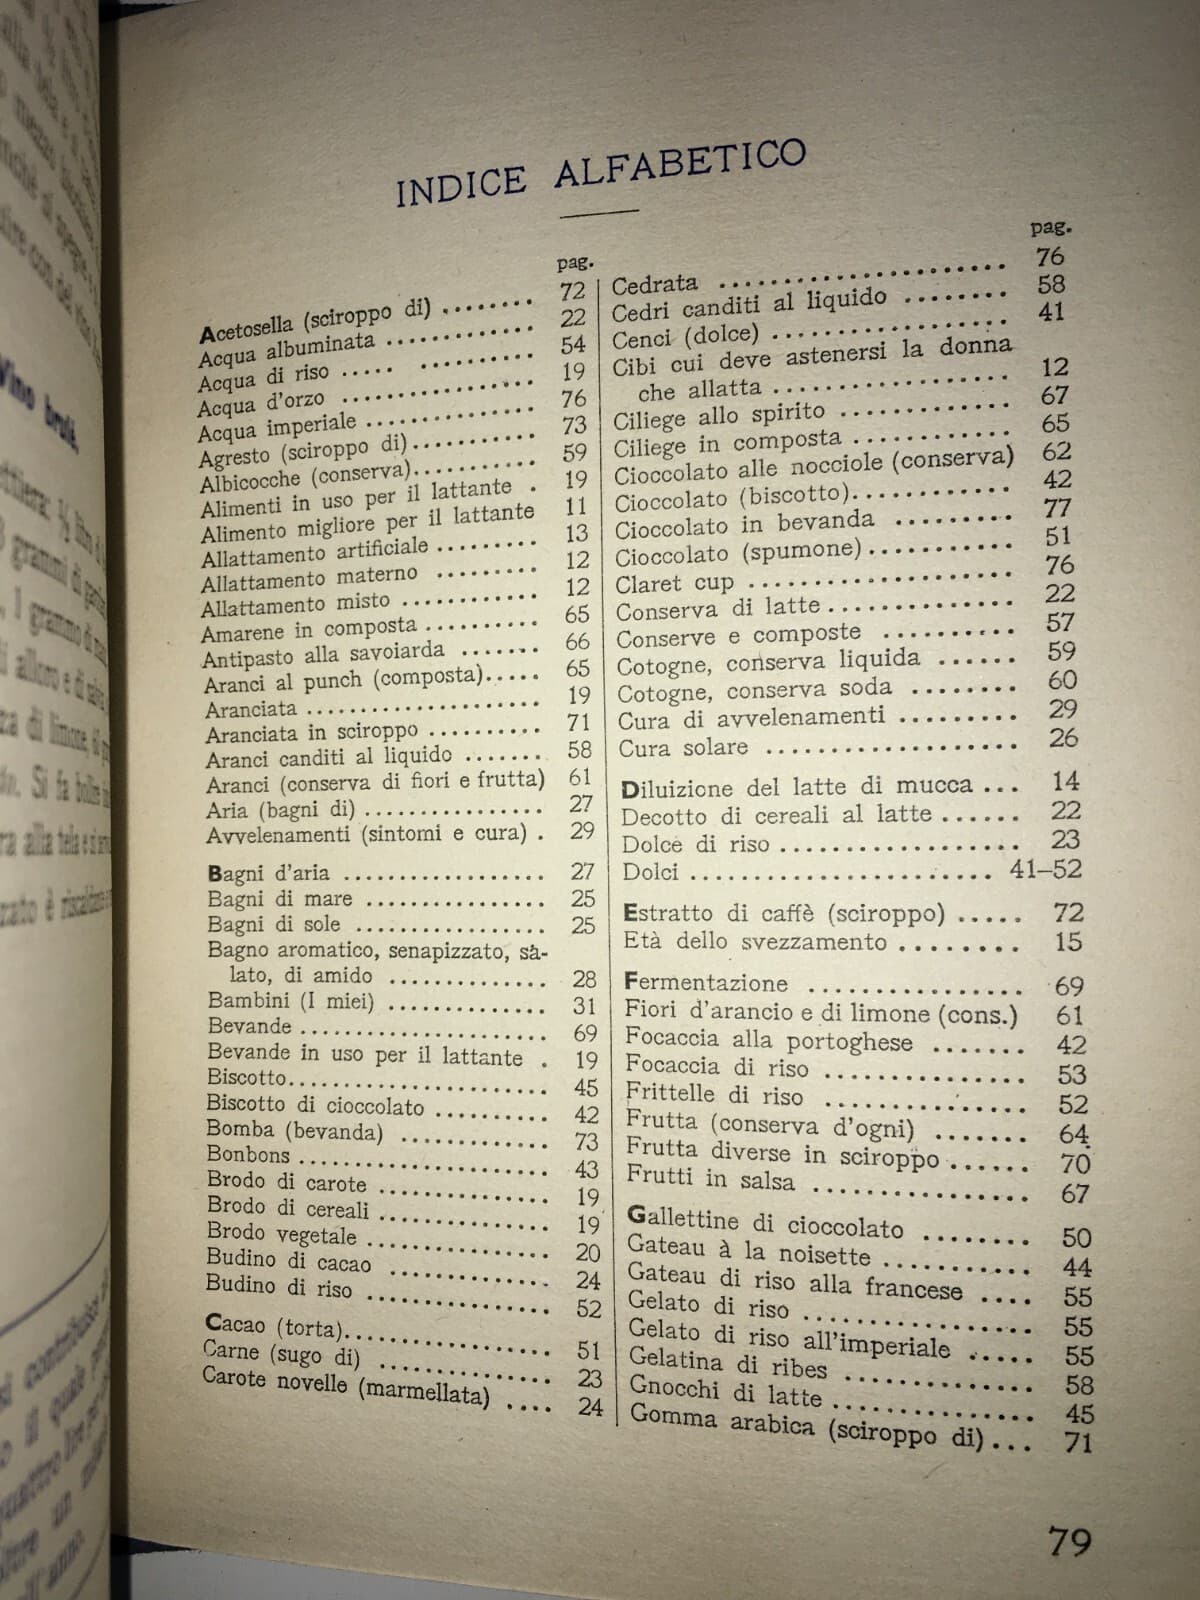 Vino brulé.
INDICE ALFABETICO
pag.
Acetosella (sciroppo di) ........ 72
Acqua albuminata ............ 22
Acqua di riso ..... ......... 54
Acqua d'orzo ............... 19
Acqua imperiale ............. 76
Agresto (sciroppo di)........... 73
Albicocche (conserva)........... 59
Alimenti in uso per il lattante . 19
Alimento migliore per il lattante 11
Allattamento artificiale ......... 13
Allattamento materno ......... 12
Allattamento misto ............ 12
Amarene in composta .......... 65
Antipasto alla savoiarda ....... 66
Aranci al punch (composta)..... 65
Aranciata ..................... 19
Aranciata in sciroppo .......... 71
Aranci canditi al liquido ....... 58
Aranci (conserva di fiori e frutta) 61
Aria (bagni di) ................ 27
Avvelenamenti (sintomi e cura) . 29
Bagni d'aria .................. 27
Bagni di mare ................ 25
Bagni di sole ................. 25
Bagno aromatico, senapizzato, sa-
lato, di amido .............. 28
Bambini (I miei) .............. 31
Bevande ...................... 69
Bevande in uso per il lattante . 19
Biscotto....................... 45
Biscotto di cioccolato .......... 42
Bomba (bevanda) ............. 73
Bonbons ...................... 43
Brodo di carote ............... 19
Brodo di cereali ............... 19
Brodo vegetale ................ 20
Budino di cacao .............. 24
Budino di riso ................ 52
Cacao (torta).................. 51
Carne (sugo di) ............... 23
Carote novelle (marmellata) .... 24
pag.
Cedrata ...................... 76
Cedri canditi al liquido ........ 58
Cenci (dolce) .................. 41
Cibi cui deve astenersi la donna
che allatta .................. 12
Ciliege allo spirito ............. 67
Ciliege in composta ............ 65
Cioccolato alle nocciole (conserva) 62
Cioccolato (biscotto)............ 42
Cioccolato in bevanda ......... 77
Cioccolato (spumone)........... 51
Claret cup .................... 76
Conserva di latte .............. 22
Conserve e composte .......... 57
Cotogne, conserva liquida ...... 59
Cotogne, conserva soda ........ 60
Cura di avvelenamenti ......... 29
Cura solare ................... 26
Diluizione del latte di mucca ... 14
Decotto di cereali al latte ...... 22
Dolce di riso .................. 23
Dolci ........................ 41–52
Estratto di caffè (sciroppo) ..... 72
Età dello svezzamento ........ 15
Fermentazione ................ 69
Fiori d'arancio e di limone (cons.) 61
Focaccia alla portoghese ....... 42
Focaccia di riso ............... 53
Frittelle di riso ............... 52
Frutta (conserva d'ogni) ....... 64
Frutta diverse in sciroppo ...... 70
Frutti in salsa ................ 67
Gallettine di cioccolato ........ 50
Gateau à la noisette ........... 44
Gateau di riso alla francese .... 55
Gelato di riso ................. 55
Gelato di riso all'imperiale ..... 55
Gelatina di ribes .............. 58
Gnocchi di latte ............... 45
Gomma arabica (sciroppo di) ... 71
79